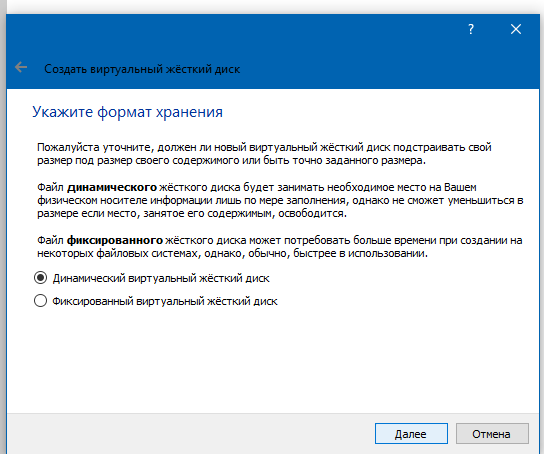 ?
Создать виртуальный жёсткий диск
Укажите формат хранения
Пожалуйста уточните, должен ли новый виртуальный жёсткий диск подстраивать свой
размер под размер своего содержимого или быть точно заданного размера.
Файл динамического жёсткого диска будет занимать необходимое место на Вашем
физическом носителе информации лишь по мере заполнения, однако не сможет уменьшиться в
размере если место, занятое его содержимым, освободится.
Файл фиксированного жёсткого диска может потребовать больше времени при создании на
некоторых файловых системах, однако, обычно, быстрее в использовании.
Динамический виртуальный жёсткий диск
Фиксированный виртуальный жёсткий диск
Далее Отмена